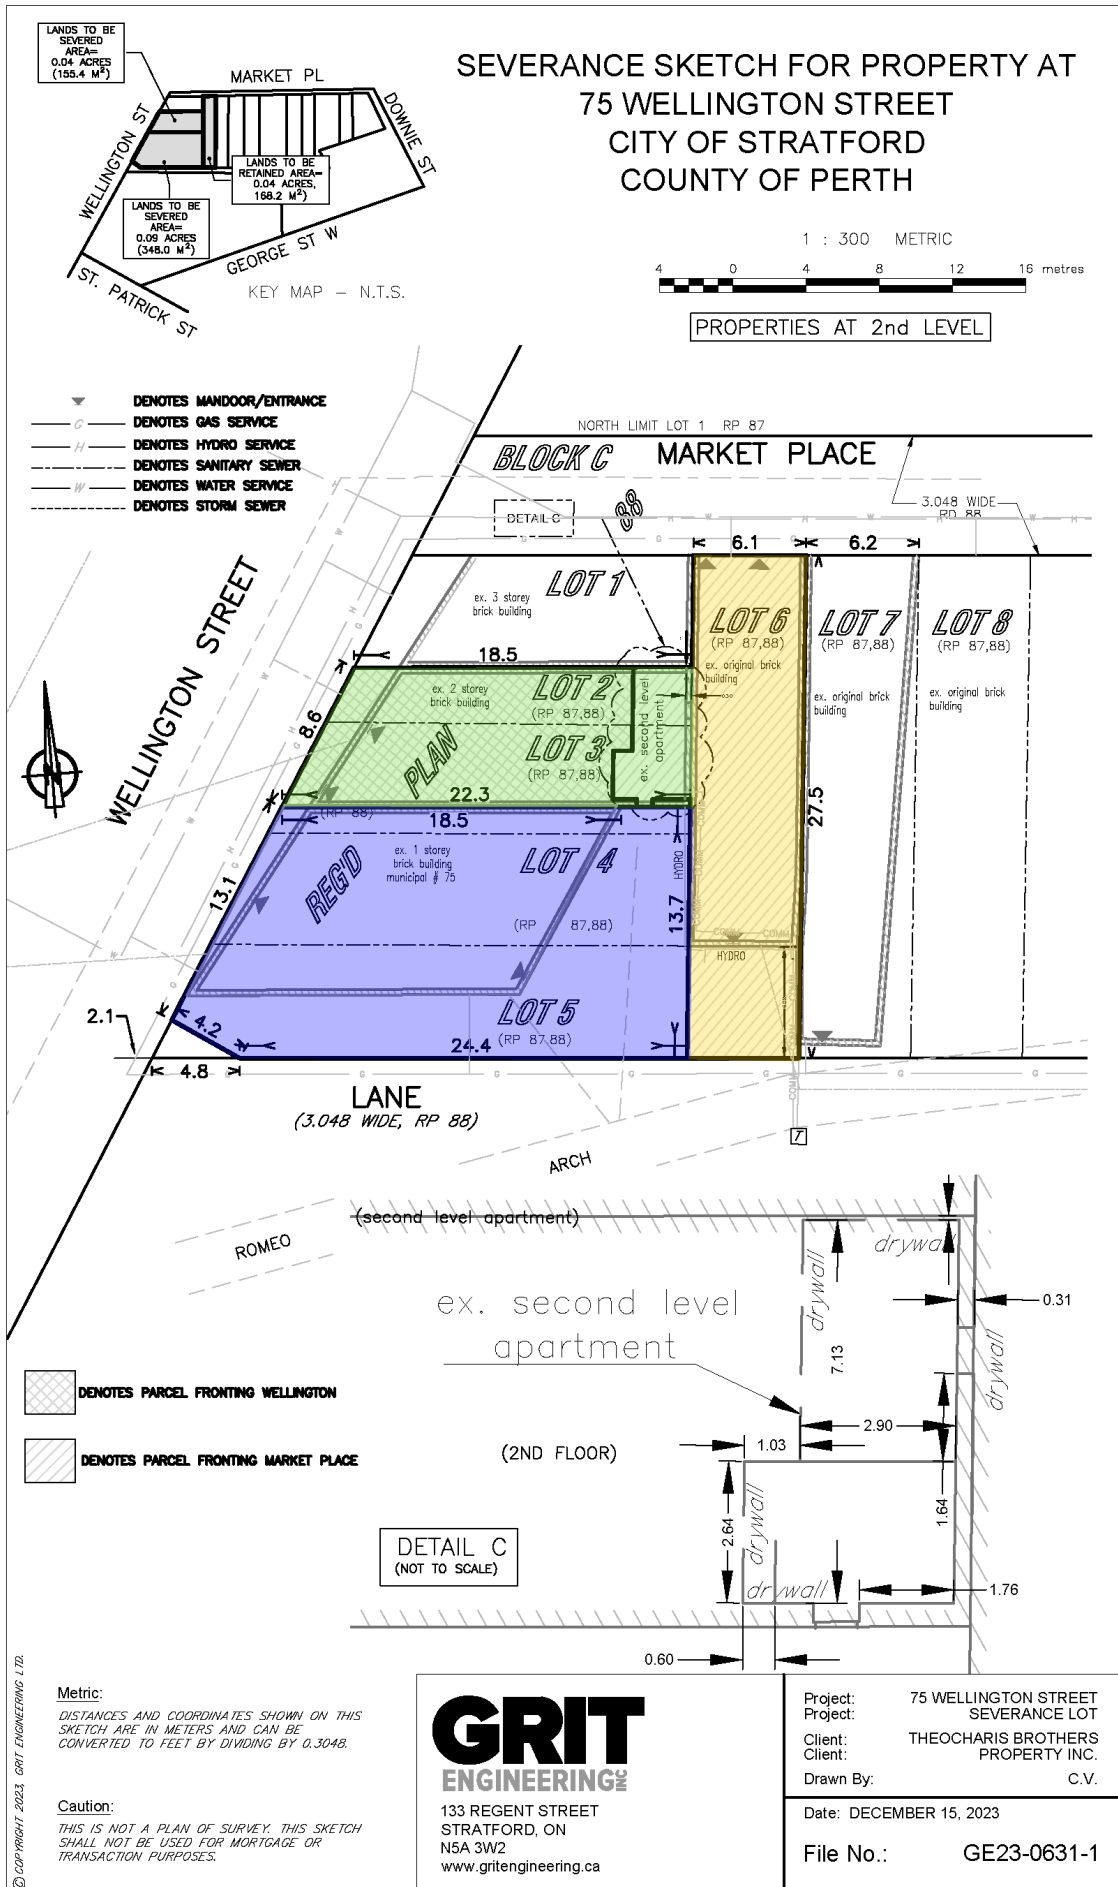 LANDS TO BE
SEVERED
AREA=
0.04 ACRES
(155.4 M²)
MARKET PL
WELLINGTON ST
DOWNIE ST
LANDS TO BE
RETAINED AREA=
0.04 ACRES,
168.2 M²)
LANDS TO BE
SEVERED
AREA=
0.09 ACRES
(348.0 M²)
GEORGE ST W
ST. PATRICK ST
KEY MAP - N.T.S.
SEVERANCE SKETCH FOR PROPERTY AT
75 WELLINGTON STREET
CITY OF STRATFORD
COUNTY OF PERTH
1 : 300 METRIC
4 0 4 8 12 16 metres
PROPERTIES AT 2nd LEVEL
DENOTES MANDOOR/ENTRANCE
G DENOTES GAS SERVICE
H DENOTES HYDRO SERVICE
DENOTES SANITARY SEWER
W DENOTES WATER SERVICE
DENOTES STORM SEWER
NORTH LIMIT LOT 1 RP 87
BLOCK C
MARKET PLACE
DETAIL C
88
3.048 WIDE
RD 88
6.1
6.2
WELLINGTON STREET
LOT 1
ex. 3 storey
brick building
18.5
LOT 6
(RP 87,88)
ex. original brick
building
LOT 7
(RP 87,88)
ex. original brick
building
LOT 8
(RP 87,88)
ex. original brick
building
8.6
ex. 2 storey
brick building
LOT 2
(RP 87,88)
PLAN
LOT 3
(RP 87,88)
ex. second level
apartment)
22.3
27.5
(RP 88)
18.5
ex. 1 storey
brick building
municipal # 75
LOT 4
(RP 87,88)
REG'D
HYDRO
13.1
13.7
COMM
COMM
COMM
HYDRO
LOT 5
(RP 87,88)
2.1
4.2
24.4
4.8
COMM
LANE
(3.048 WIDE, RP 88)
T
ARCH
ROMEO
(second level apartment)
drywall
drywall
ex. second level
apartment
0.31
drywall
7.13
2.90
1.03
(2ND FLOOR)
2.64
drywall
1.64
drywall
1.76
0.60
DENOTES PARCEL FRONTING WELLINGTON
DENOTES PARCEL FRONTING MARKET PLACE
DETAIL C
(NOT TO SCALE)
© COPYRIGHT 2023, GRIT ENGINEERING LTD.
Metric:
DISTANCES AND COORDINATES SHOWN ON THIS
SKETCH ARE IN METERS AND CAN BE
CONVERTED TO FEET BY DIVIDING BY 0.3048.
Caution:
THIS IS NOT A PLAN OF SURVEY. THIS SKETCH
SHALL NOT BE USED FOR MORTGAGE OR
TRANSACTION PURPOSES.
GRIT
ENGINEERING INC
133 REGENT STREET
STRATFORD, ON
N5A 3W2
www.gritengineering.ca
Project: 75 WELLINGTON STREET
Project: SEVERANCE LOT
Client: THEOCHARIS BROTHERS
Client: PROPERTY INC.
Drawn By: C.V.
Date: DECEMBER 15, 2023
File No.: GE23-0631-1